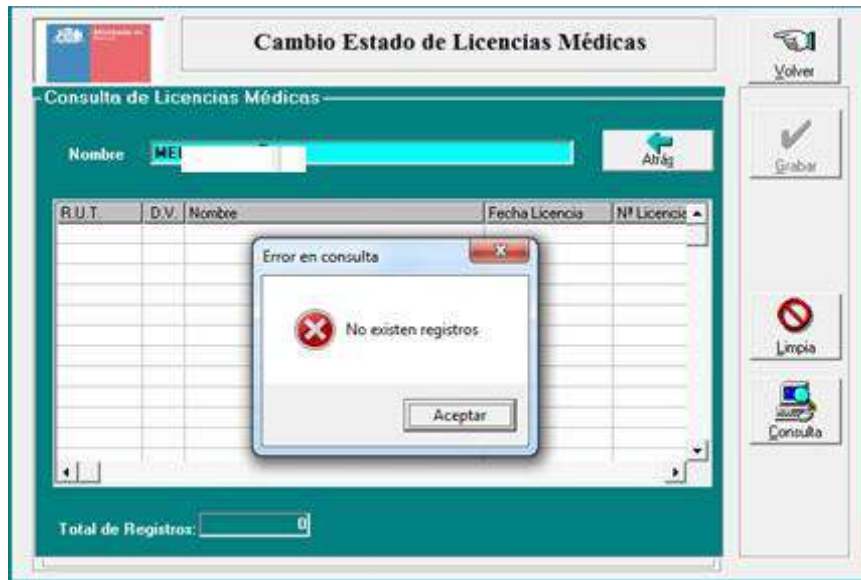 Cambio Estado de Licencias Médicas
Volver
Consulta de Licencias Médicas
Nombre
Atrás
Grabar
R.U.T. D.V. Nombre Fecha Licencia Nº Licencia
Error en consulta
No existen registros
Aceptar
Limpia
Consulta
Total de Registros: 0